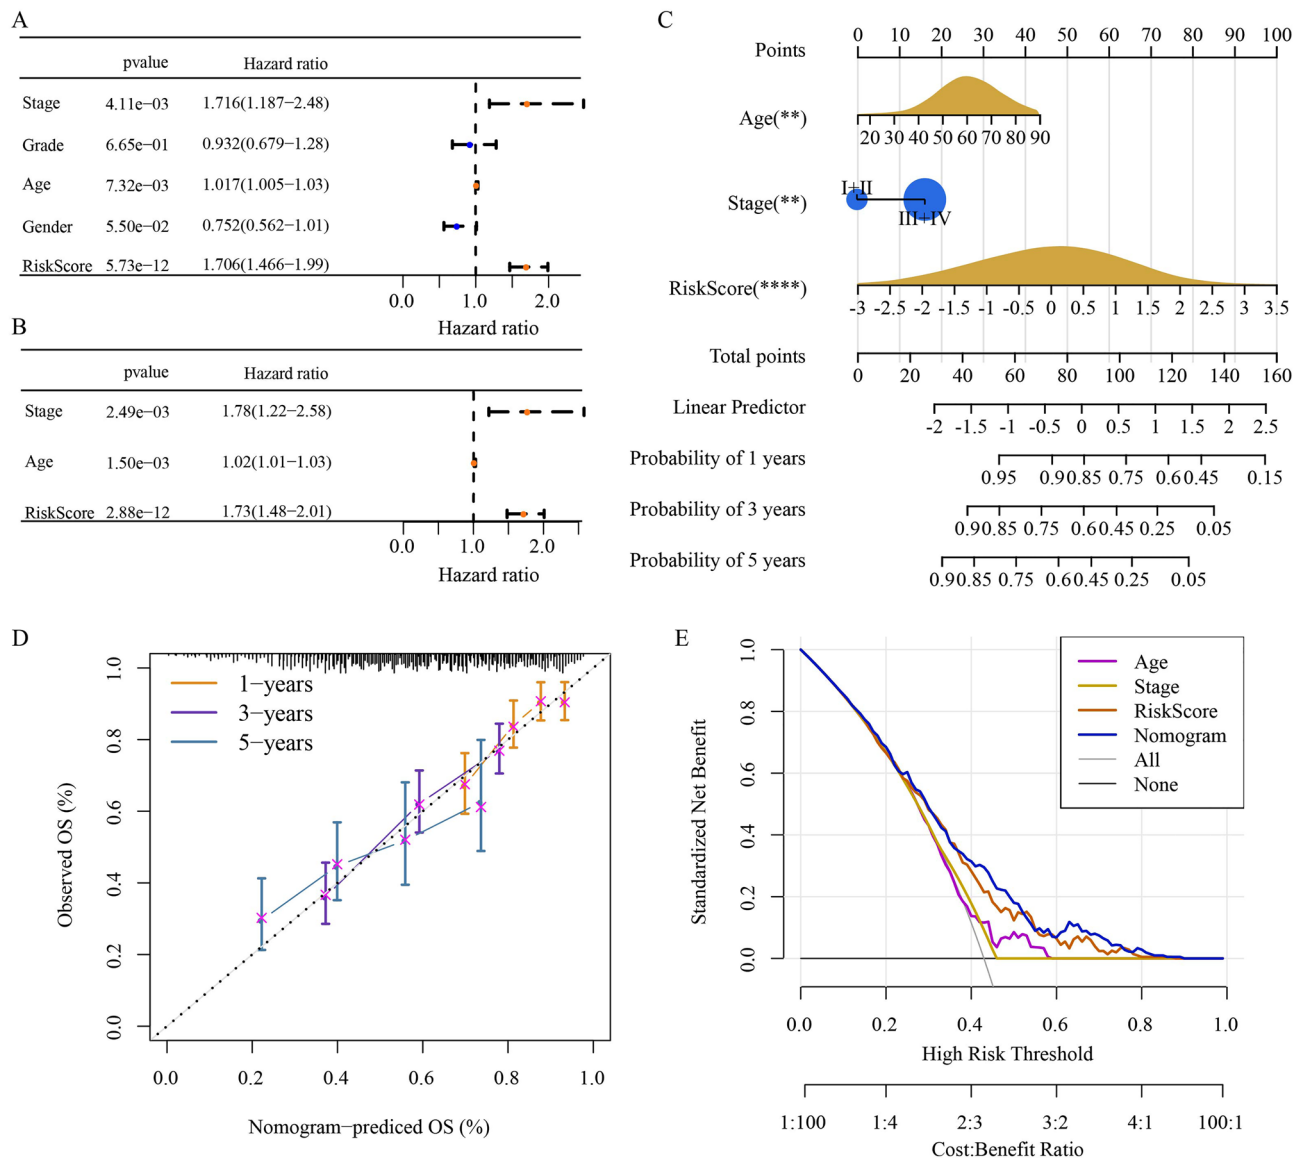 A
pvalue Hazard ratio
Stage 4.11e−03 1.716(1.187−2.48)
Grade 6.65e−01 0.932(0.679−1.28)
Age 7.32e−03 1.017(1.005−1.03)
Gender 5.50e−02 0.752(0.562−1.01)
RiskScore 5.73e−12 1.706(1.466−1.99)
0.0 1.0 2.0
Hazard ratio
B
pvalue Hazard ratio
Stage 2.49e−03 1.78(1.22−2.58)
Age 1.50e−03 1.02(1.01−1.03)
RiskScore 2.88e−12 1.73(1.48−2.01)
0.0 1.0 2.0
Hazard ratio
C
Points 0 10 20 30 40 50 60 70 80 90 100
Age(**)
20 30 40 50 60 70 80 90
Stage(**) I+II III+IV
RiskScore(****)
-3 -2.5 -2 -1.5 -1 -0.5 0 0.5 1 1.5 2 2.5 3 3.5
Total points
0 20 40 60 80 100 120 140 160
Linear Predictor
-2 -1.5 -1 -0.5 0 0.5 1 1.5 2 2.5
Probability of 1 years
0.95 0.9 0.85 0.75 0.6 0.45 0.15
Probability of 3 years
0.9 0.85 0.75 0.6 0.45 0.25 0.05
Probability of 5 years
0.9 0.85 0.75 0.6 0.45 0.25 0.05
D
1−years
3−years
5−years
Observed OS (%)
1.0
0.8
0.6
0.4
0.2
0.0
0.0 0.2 0.4 0.6 0.8 1.0
Nomogram−prediced OS (%)
E
Age
Stage
RiskScore
Nomogram
All
None
Standardized Net Benefit
1.0
0.8
0.6
0.4
0.2
0.0
0.0 0.2 0.4 0.6 0.8 1.0
High Risk Threshold
1:100 1:4 2:3 3:2 4:1 100:1
Cost:Benefit Ratio